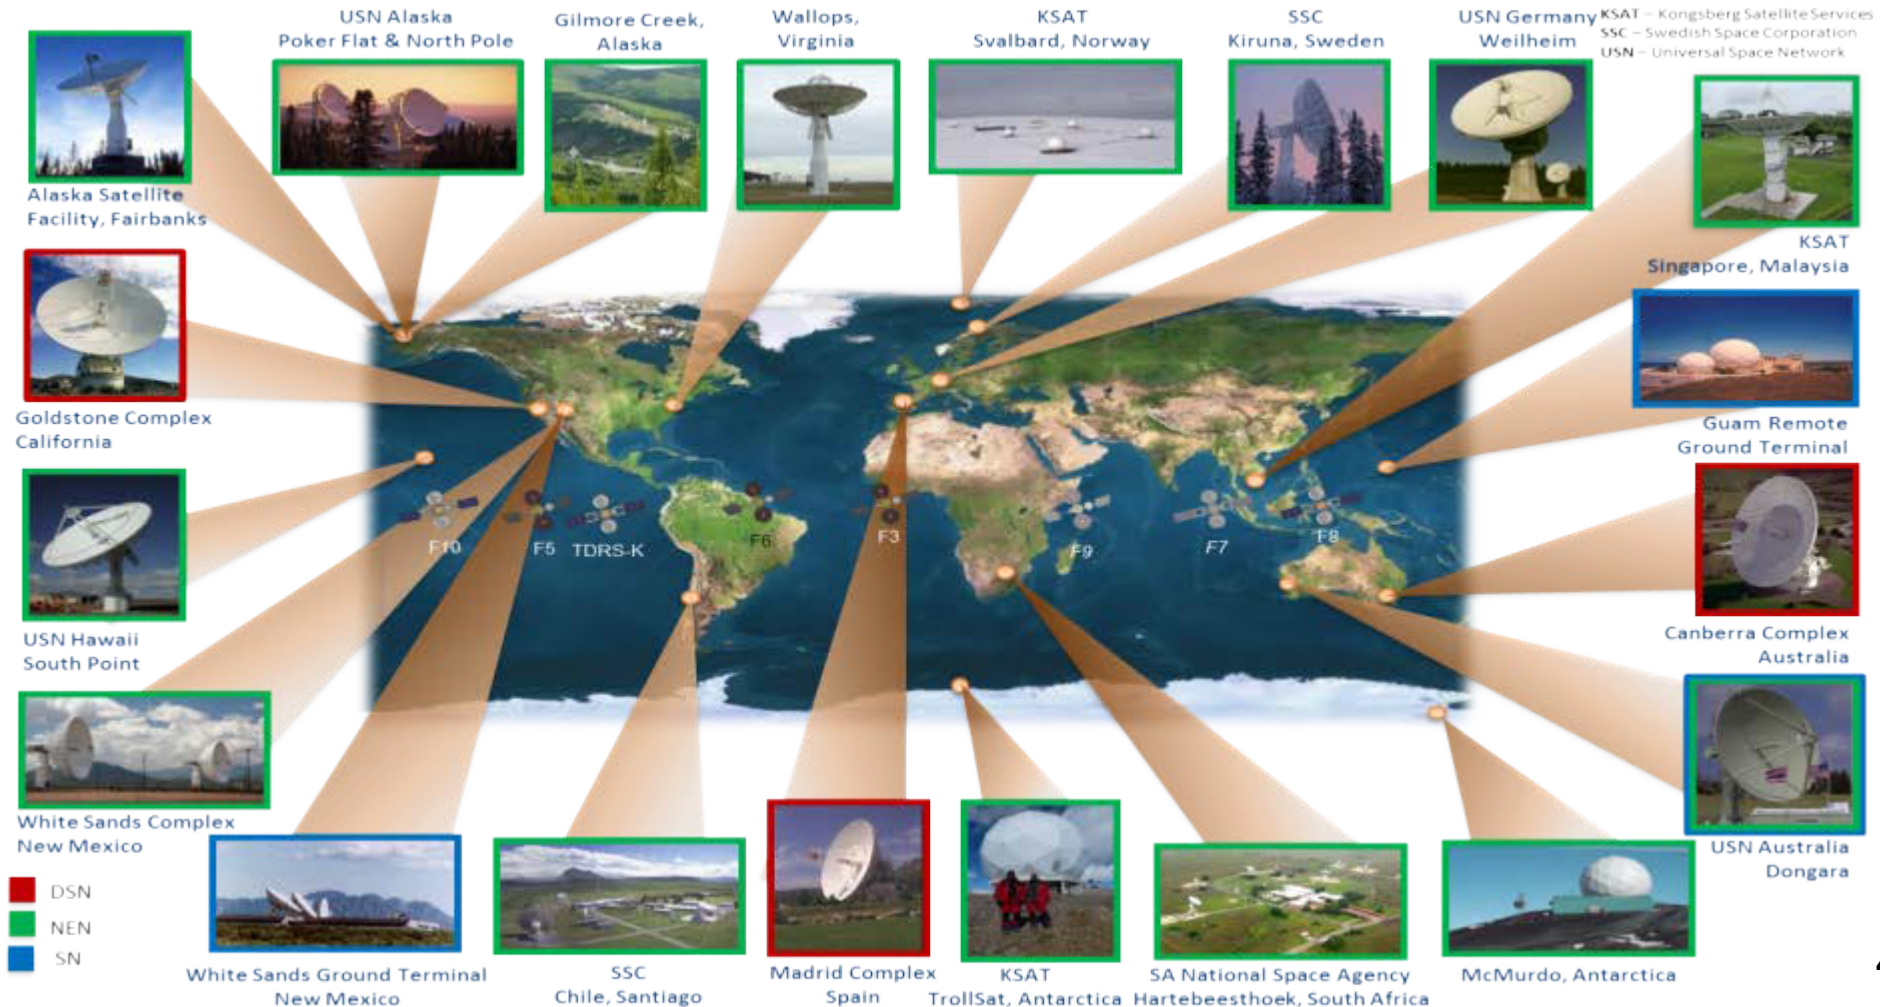 USN Alaska
Poker Flat & North Pole
Gilmore Creek,
Alaska
Wallops,
Virginia
KSAT
Svalbard, Norway
SSC
Kiruna, Sweden
USN Germany
Weilheim
KSAT – Kongsberg Satellite Services
SSC – Swedish Space Corporation
USN – Universal Space Network
Alaska Satellite
Facility, Fairbanks
KSAT
Singapore, Malaysia
Goldstone Complex
California
Guam Remote
Ground Terminal
USN Hawaii
South Point
Canberra Complex
Australia
F10
F5
TDRS-K
F6
F3
F9
F7
F8
White Sands Complex
New Mexico
USN Australia
Dongara
DSN
NEN
SN
White Sands Ground Terminal
New Mexico
SSC
Chile, Santiago
Madrid Complex
Spain
KSAT
TrollSat, Antarctica
SA National Space Agency
Hartebeesthoek, South Africa
McMurdo, Antarctica